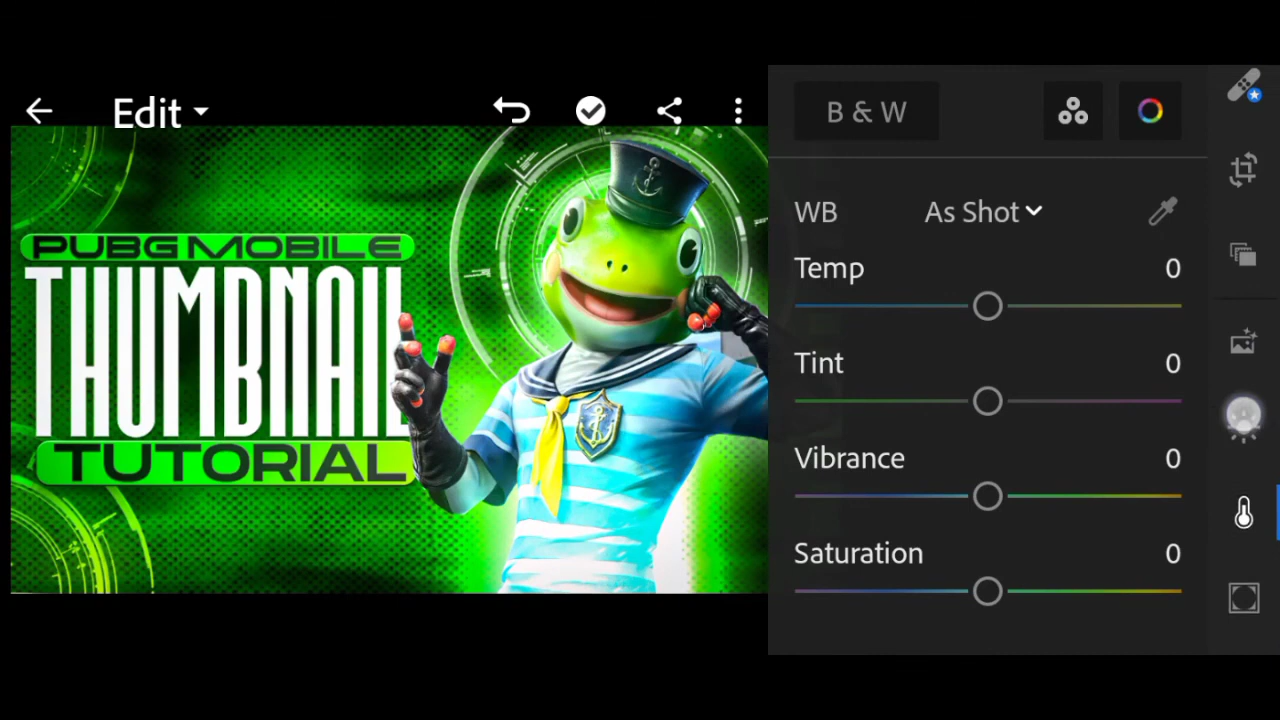 Edit
PUBG MOBILE
THUMBNAIL
TUTORIAL
B & W
WB As Shot
Temp 0
Tint 0
Vibrance 0
Saturation 0